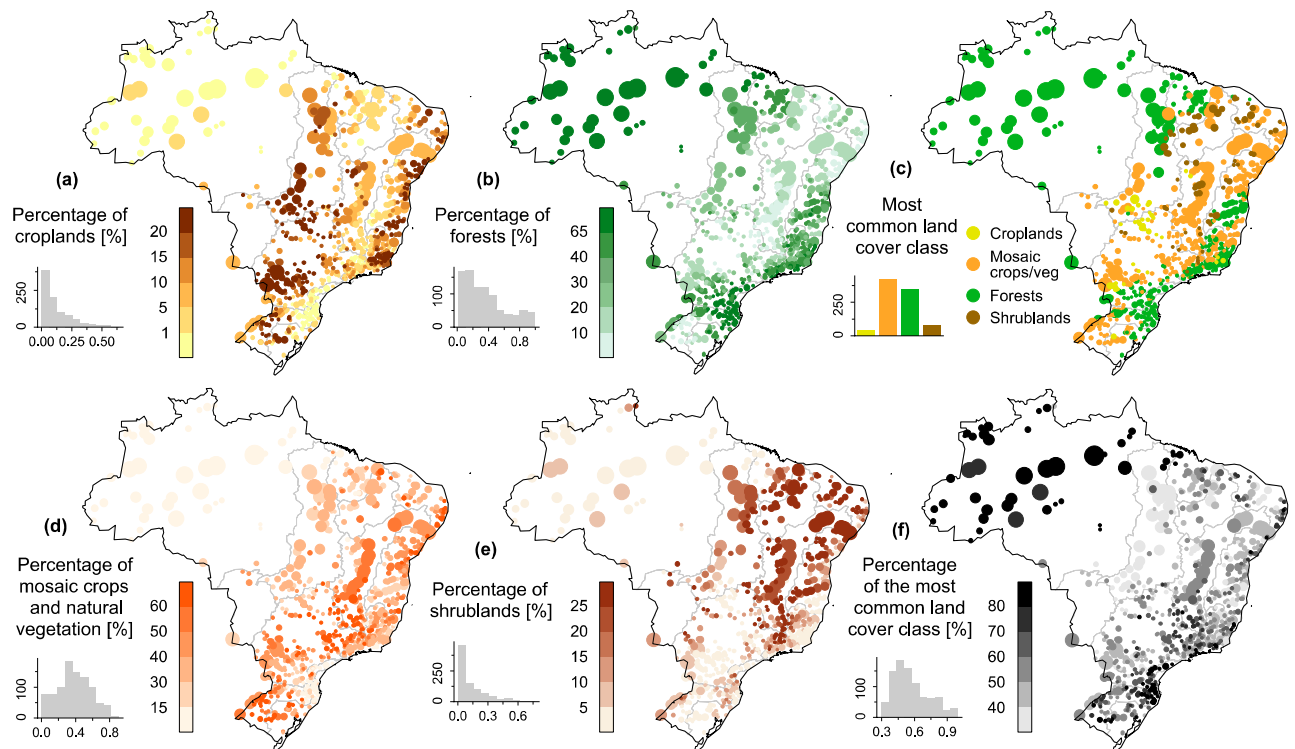 (a)
Percentage of
croplands [%]
20
15
10
5
1
250
0
0.00 0.25 0.50
(b)
Percentage of
forests [%]
65
40
30
20
10
100
0
0.0 0.4 0.8
(c)
Most
common land
cover class
250
0
Croplands
Mosaic
crops/veg
Forests
Shrublands
(d)
Percentage of
mosaic crops
and natural
vegetation [%]
60
50
40
30
15
100
0
0.0 0.4 0.8
(e)
Percentage of
shrublands [%]
25
20
15
10
5
250
0
0.0 0.3 0.6
(f)
Percentage
of the most
common land
cover class [%]
80
70
60
50
40
100
0
0.3 0.5 0.7 0.9